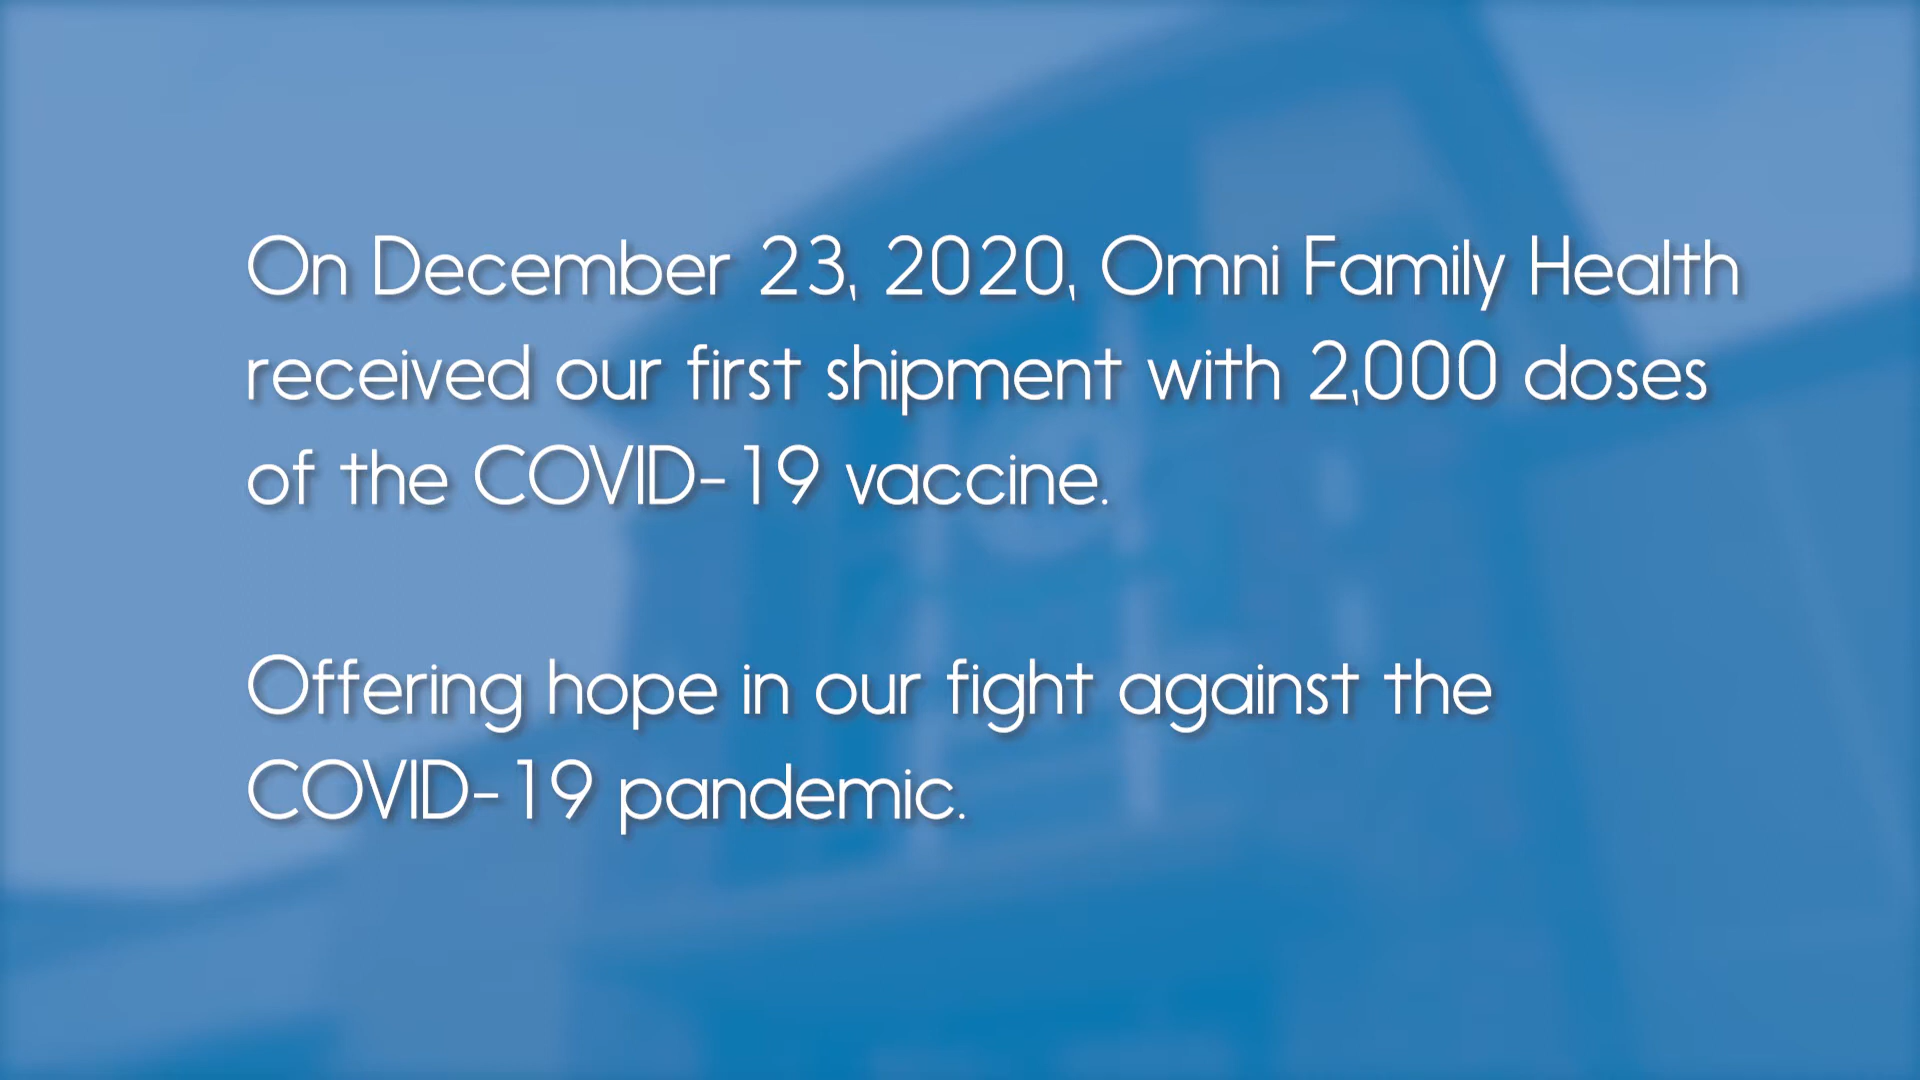 On December 23, 2020, Omni Family Health
received our first shipment with 2,000 doses
of the COVID-19 vaccine.
Offering hope in our fight against the
COVID-19 pandemic.